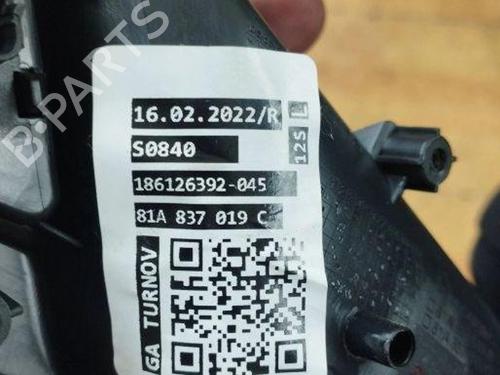 B-PARTS
16.02.2022/R
S0840
12S L
186126392-045
81A 837 019 C
GA TURNOV